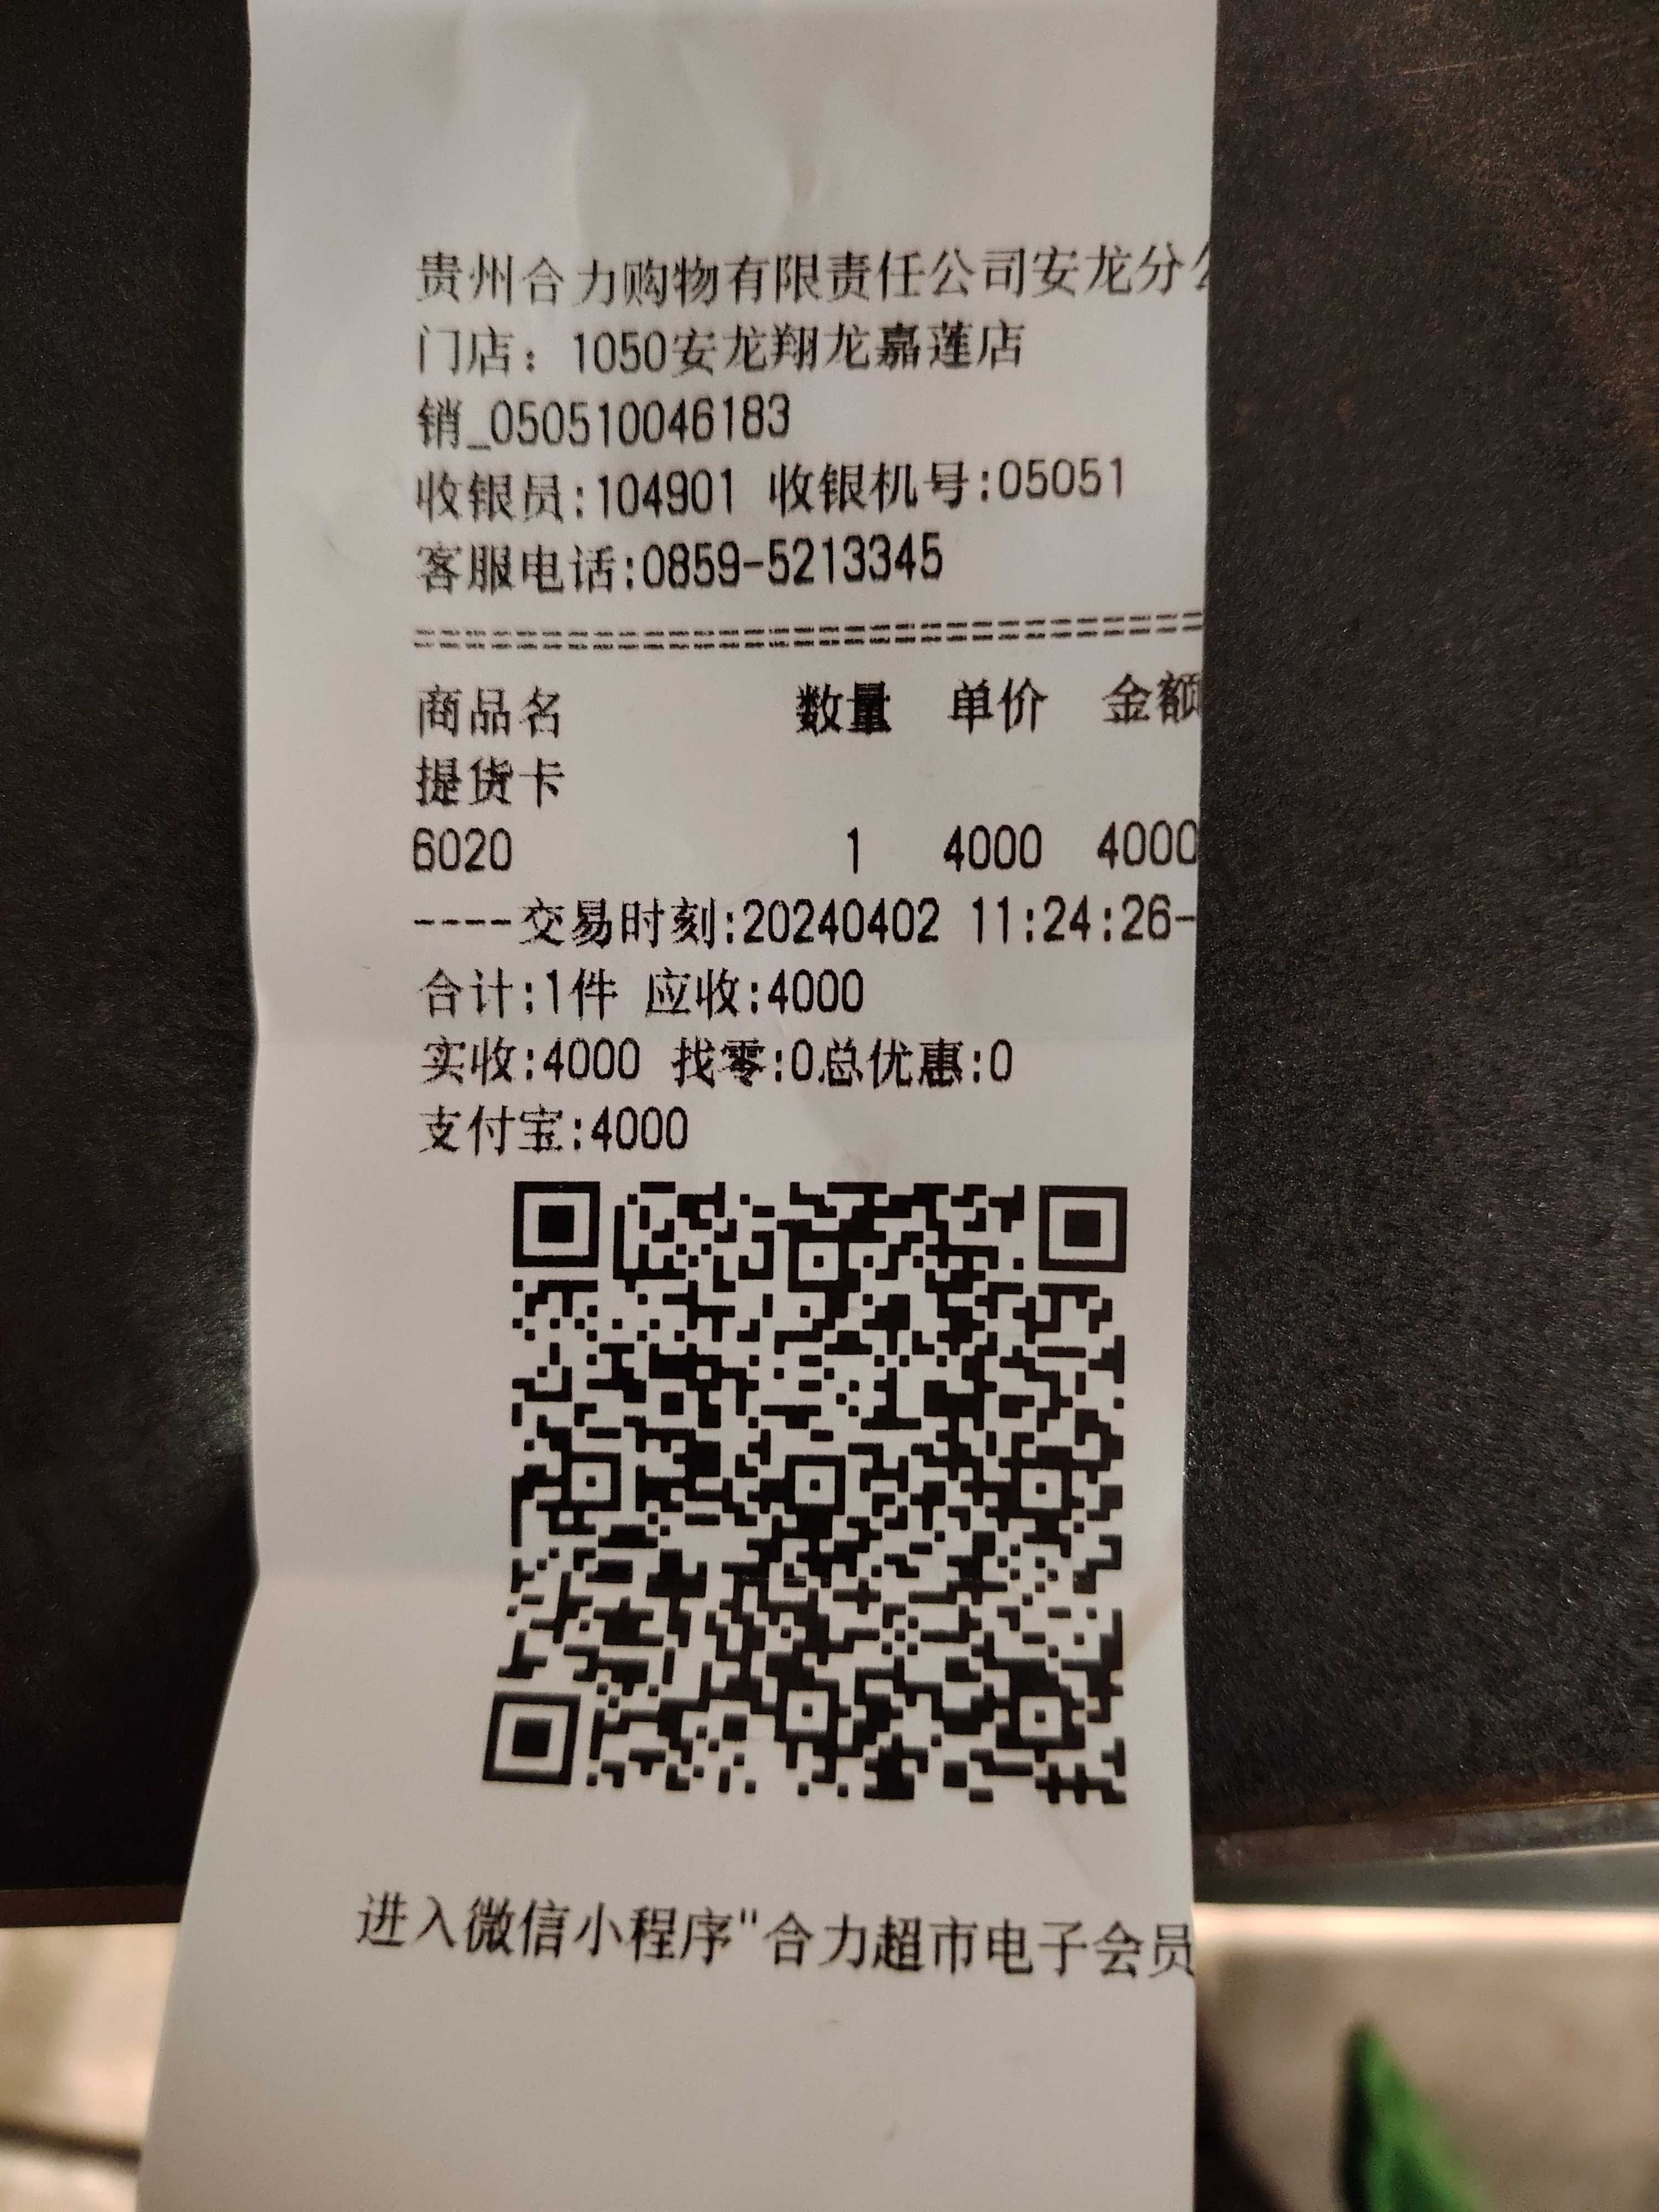 贵州合力购物有限责任公司安龙分公
门店：1050安龙翔龙嘉莲店
销_050510046183
收银员:104901 收银机号:05051
客服电话:0859-5213345
===============================
商品名 数量 单价 金额
提货卡
6020 1 4000 4000
----交易时刻:20240402 11:24:26-
合计:1件 应收:4000
实收:4000 找零:0总优惠:0
支付宝:4000
进入微信小程序"合力超市电子会员